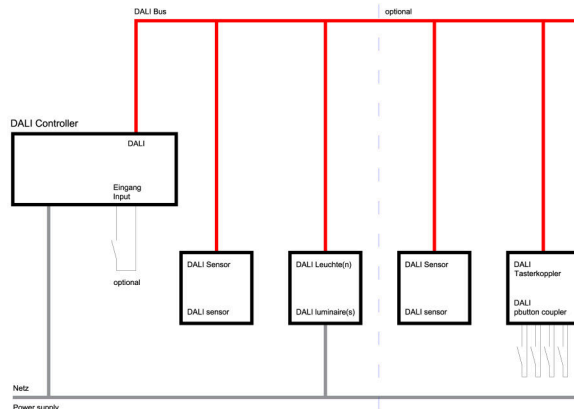 DALI Bus
optional
DALI Controller
DALI
Eingang
Input
optional
DALI Sensor
DALI sensor
DALI Leuchte(n)
DALI luminaire(s)
DALI Sensor
DALI sensor
DALI
Tasterkoppler
DALI
pbutton coupler
Netz
Power supply